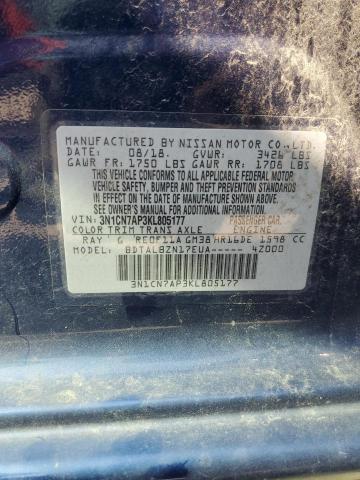 MANUFACTURED BY NISSAN MOTOR CO., LTD.
DATE: 08/18. GVWR: 3426 LBS
GAWR FR: 1750 LBS GAWR RR: 1708 LBS
THIS VEHICLE CONFORMS TO ALL APPLICABLE FEDERAL MOTOR
VEHICLE SAFETY, BUMPER, AND THEFT PREVENTION STANDARDS
IN EFFECT ON THE DATE OF MANUFACTURE SHOWN ABOVE.
SEE OWNER'S MANUAL FOR ADDITIONAL INFORMATION.
VIN: 3N1CN7AP3KL805177 PASSENGER CAR
COLOR TRIM TRANS AXLE ENGINE
RAY G RE0F11A GM38 HR16DE 1598 CC
MODEL: BDTALBZN17EUA----- 4Z000
3N1CN7AP3KL805177